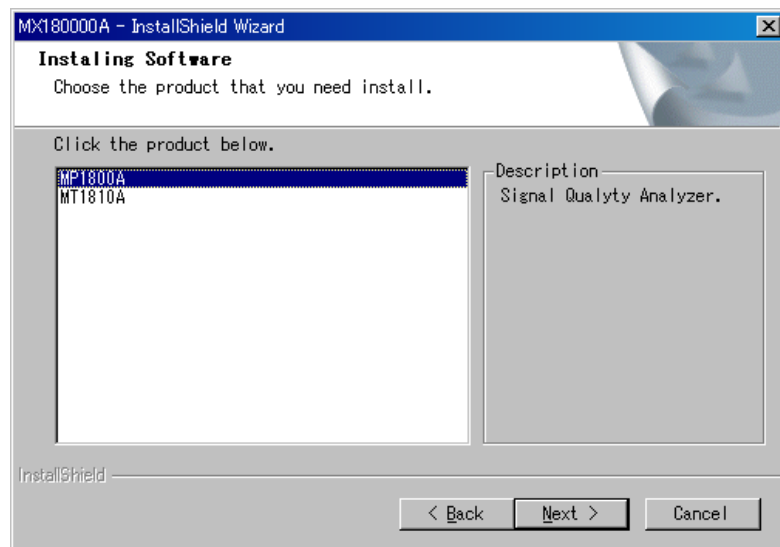 MX180000A - InstallShield Wizard
Instaling Software
Choose the product that you need install.
Click the product below.
MP1800A
MT1810A
Description
Signal Qualyty Analyzer.
InstallShield
< Back
Next >
Cancel